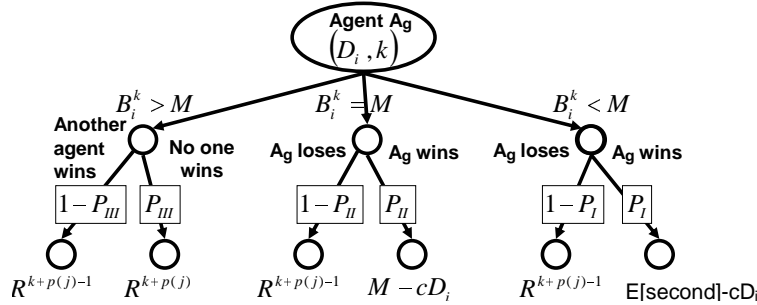 Agent A_g
(D_i, k)
B_i^k > M
B_i^k = M
B_i^k < M
Another agent wins
No one wins
A_g loses
A_g wins
A_g loses
A_g wins
1 − P_III
P_III
1 − P_II
P_II
1 − P_I
P_I
R^{k+p(j)−1}
R^{k+p(j)}
R^{k+p(j)−1}
M − cD_i
R^{k+p(j)−1}
E[second]-cD_i